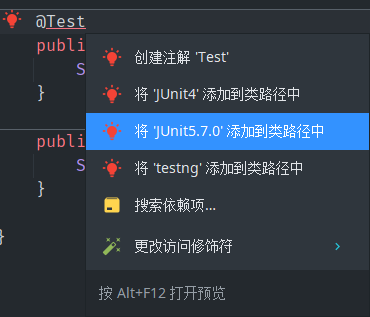 @Test
publi
创建注解 'Test'
S
将 'JUnit4' 添加到类路径中
}
将 'JUnit5.7.0' 添加到类路径中
publi
S
将 'testng' 添加到类路径中
}
搜索依赖项...
}
更改访问修饰符
按 Alt+F12 打开预览